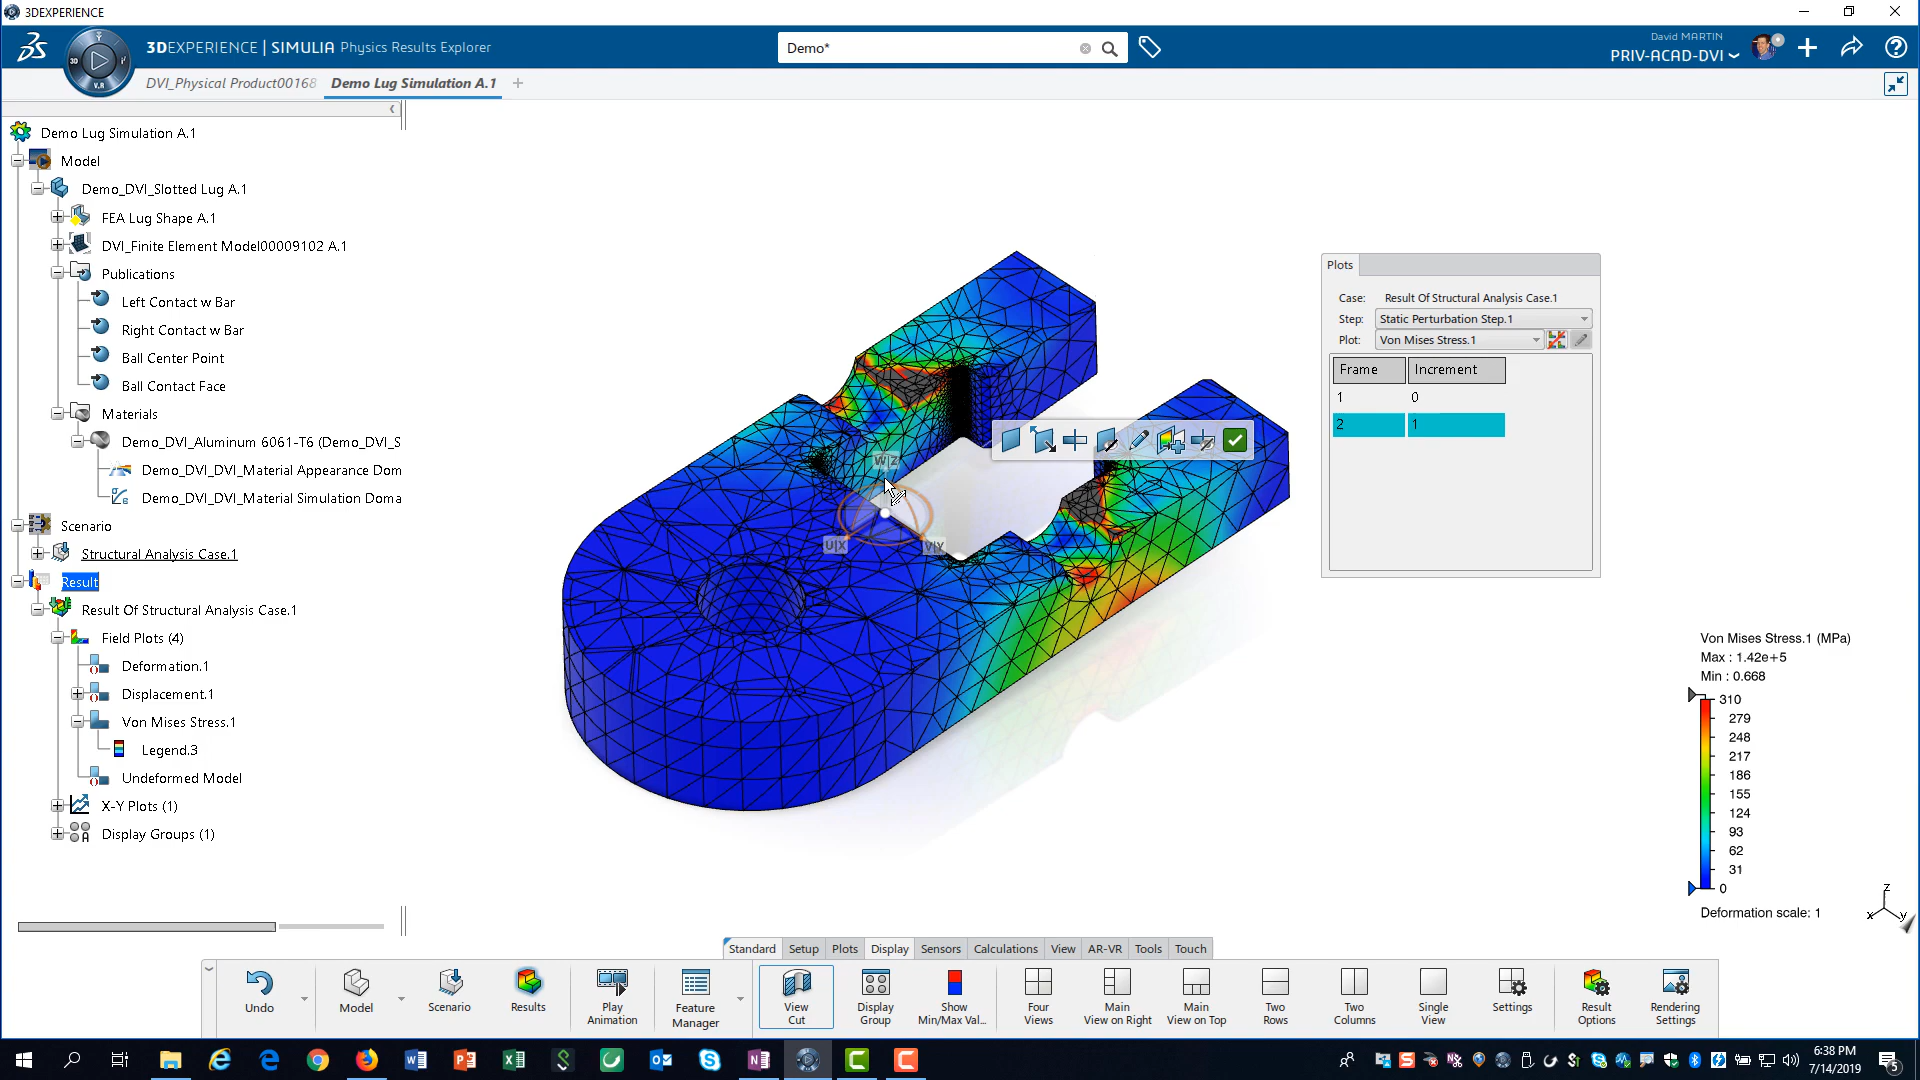 3DEXPERIENCE
3DEXPERIENCE | SIMULIA Physics Results Explorer
Demo*
David MARTIN
PRIV-ACAD-DVI
3D
V.R
DVI_Physical Product00168
Demo Lug Simulation A.1
Demo Lug Simulation A.1
Model
Demo_DVI_Slotted Lug A.1
FEA Lug Shape A.1
DVI_Finite Element Model00009102 A.1
Publications
Left Contact w Bar
Right Contact w Bar
Ball Center Point
Ball Contact Face
Materials
Demo_DVI_Aluminum 6061-T6 (Demo_DVI_S
Demo_DVI_DVI_Material Appearance Dom
Demo_DVI_DVI_Material Simulation Doma
Scenario
Structural Analysis Case.1
Result
Result Of Structural Analysis Case.1
Field Plots (4)
Deformation.1
Displacement.1
Von Mises Stress.1
Legend.3
Undeformed Model
X-Y Plots (1)
Display Groups (1)
W|Z
U|X
V|Y
Plots
Case: Result Of Structural Analysis Case.1
Step: Static Perturbation Step.1
Plot: Von Mises Stress.1
Frame Increment
1 0
2 1
Von Mises Stress.1 (MPa)
Max : 1.42e+5
Min : 0.668
310
279
248
217
186
155
124
93
62
31
0
Deformation scale: 1
z
x
y
Standard Setup Plots Display Sensors Calculations View AR-VR Tools Touch
Undo
Model
Scenario
Results
Play Animation
Feature Manager
View Cut
Display Group
Show Min/Max Val...
Four Views
Main View on Right
Main View on Top
Two Rows
Two Columns
Single View
Settings
Result Options
Rendering Settings
6:38 PM
7/14/2019
5